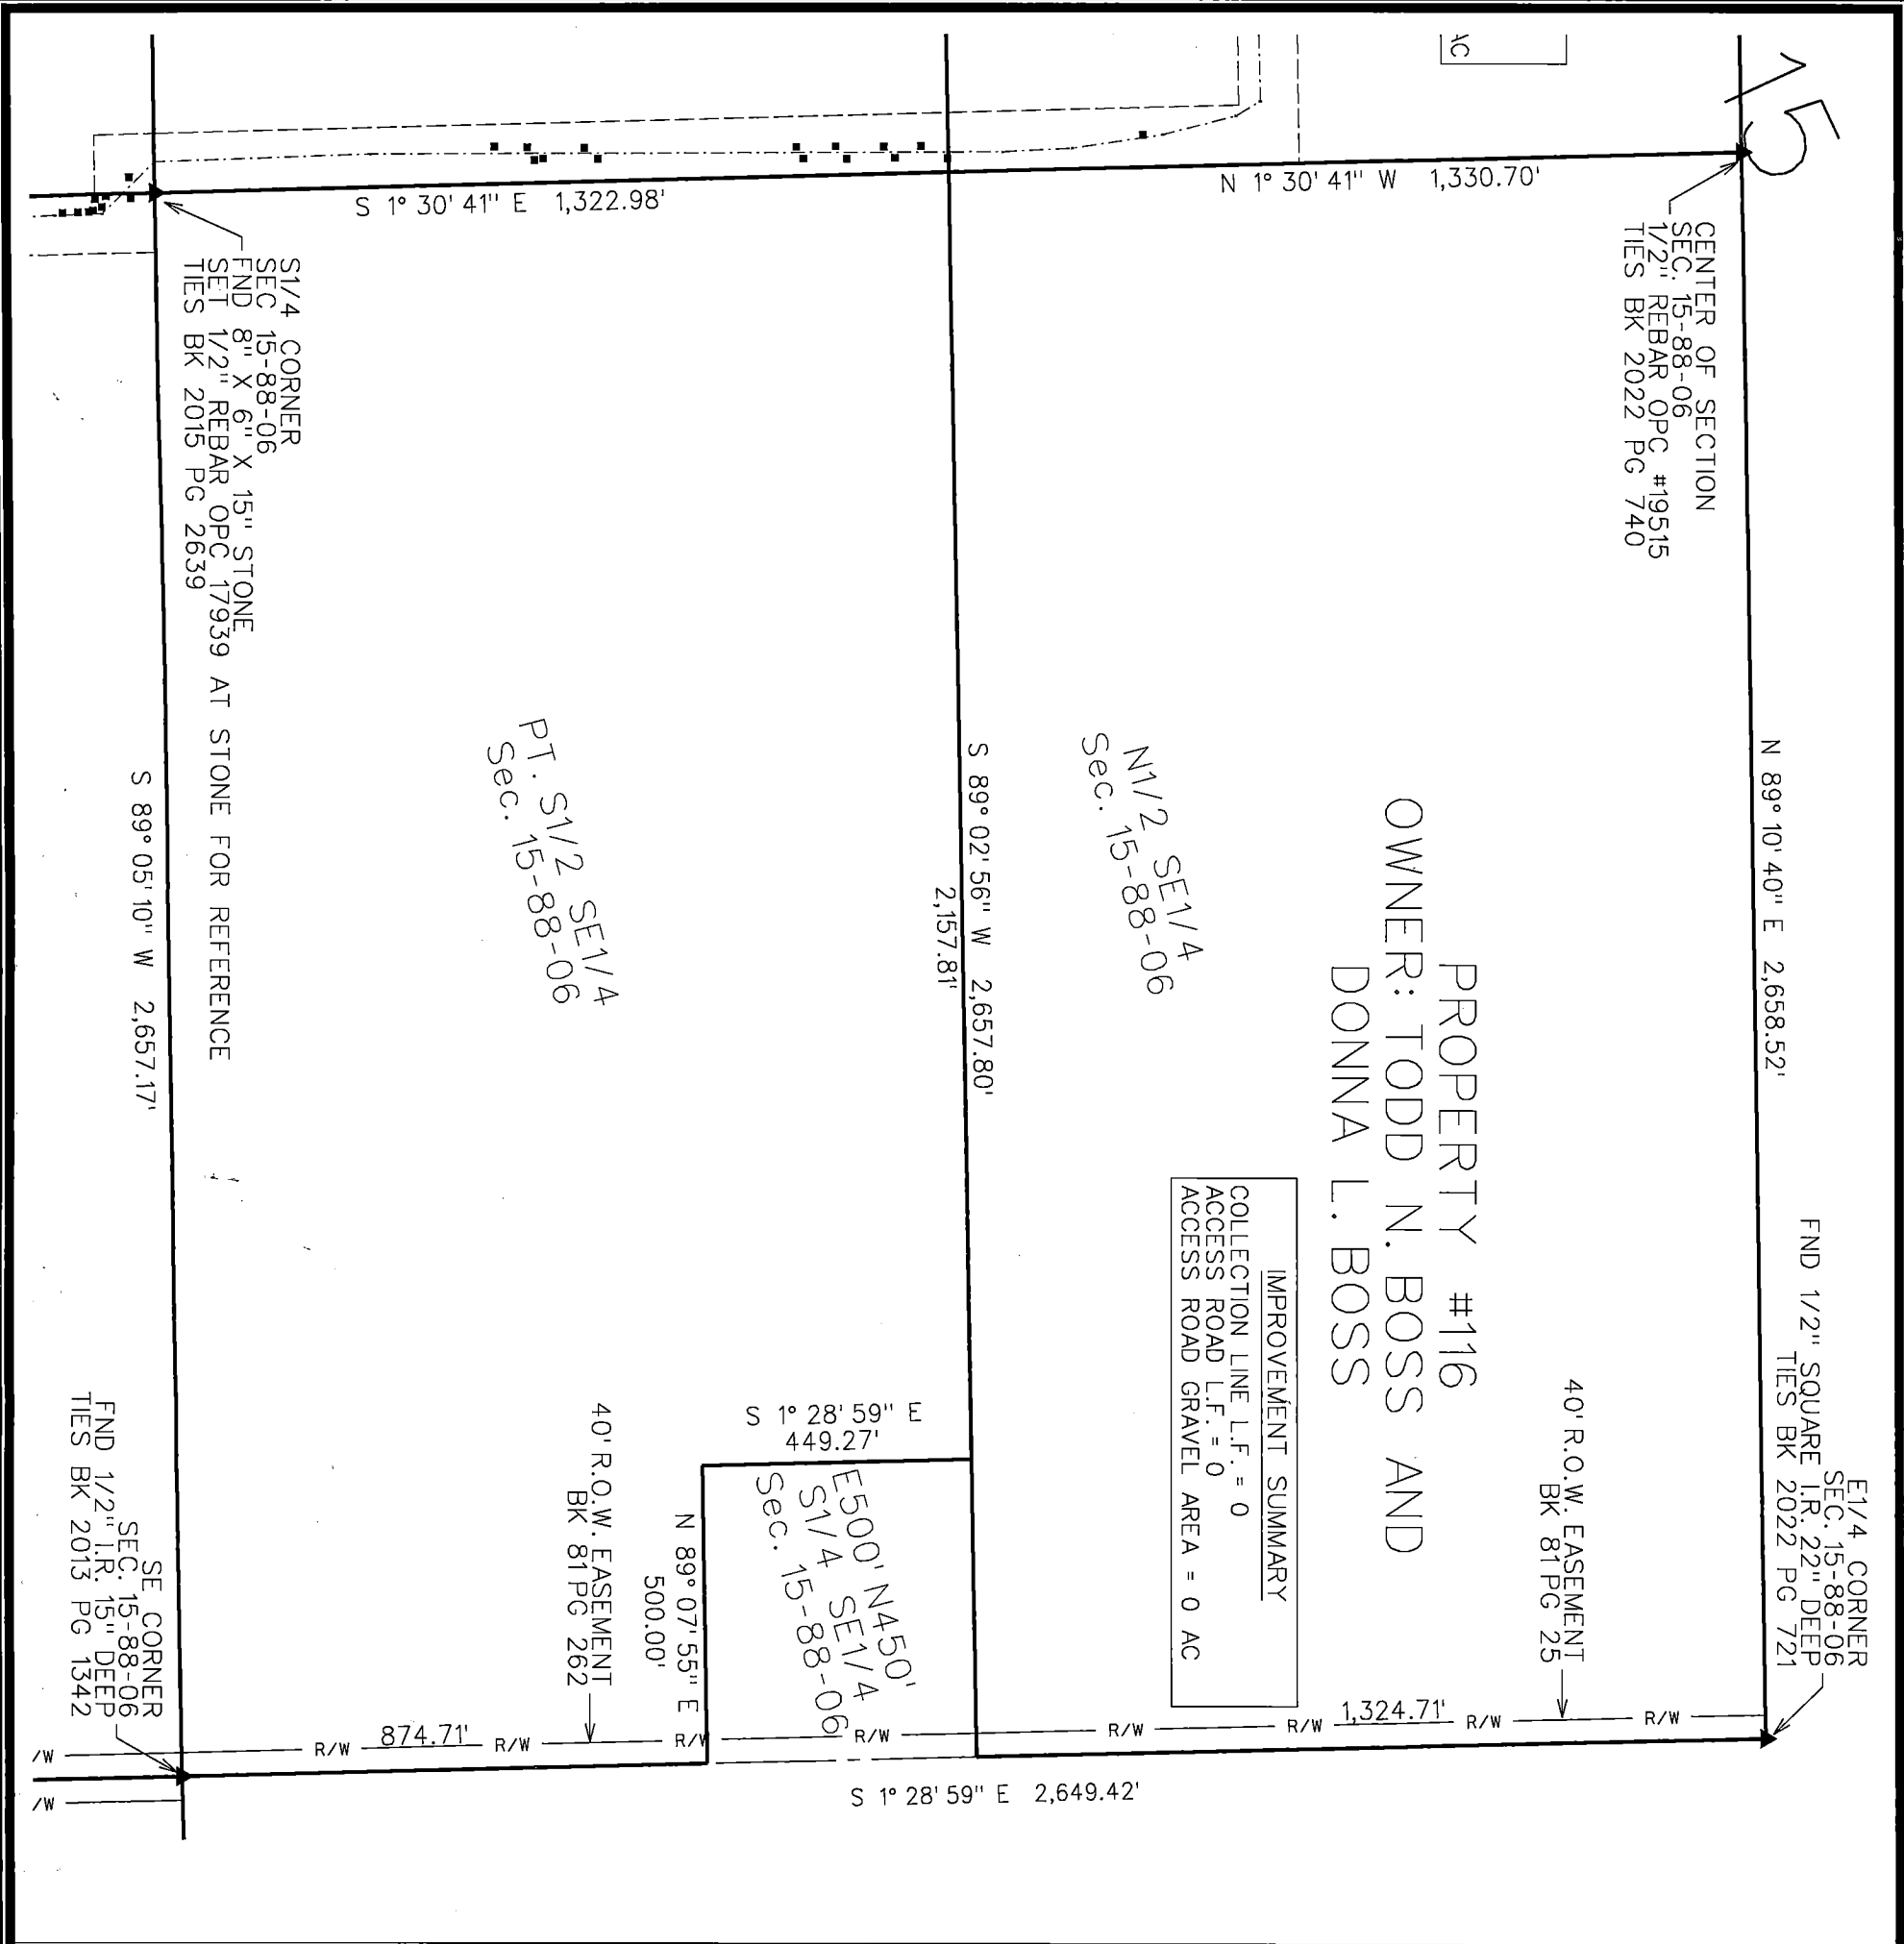 15
AC
N 1° 30' 41" W 1,330.70'
S 1° 30' 41" E 1,322.98'
CENTER OF SECTION
SEC. 15-88-06
1/2" REBAR OPC #19515
TIES BK 2022 PG 740
N 89° 10' 40" E 2,658.52'
E1/4 CORNER
SEC. 15-88-06
FND 1/2" SQUARE I.R. 22" DEEP
TIES BK 2022 PG 721
40' R.O.W. EASEMENT
BK 81 PG 25
PROPERTY #116
OWNER: TODD N. BOSS AND
DONNA L. BOSS
IMPROVEMENT SUMMARY
COLLECTION LINE L.F. = 0
ACCESS ROAD L.F. = 0
ACCESS ROAD GRAVEL AREA = 0 AC
N1/2 SE1/4
Sec. 15-88-06
S 89° 02' 56" W 2,657.80'
2,157.81'
S 1° 28' 59" E
449.27'
E500' N450'
S1/4 SE1/4
Sec. 15-88-06
N 89° 07' 55" E
500.00'
PT. S1/2 SE1/4
Sec. 15-88-06
40' R.O.W. EASEMENT
BK 81 PG 262
S1/4 CORNER
SEC 15-88-06
FND 8" X 6" X 15" STONE
SET 1/2" REBAR OPC 17939 AT STONE FOR REFERENCE
TIES BK 2015 PG 2639
S 89° 05' 10" W 2,657.17'
SE CORNER
SEC. 15-88-06
FND 1/2" I.R. 15" DEEP
TIES BK 2013 PG 1342
R/W
R/W
1,324.71'
R/W
R/W
R/W
R/W
R/W
874.71'
R/W
/W
/W
S 1° 28' 59" E 2,649.42'